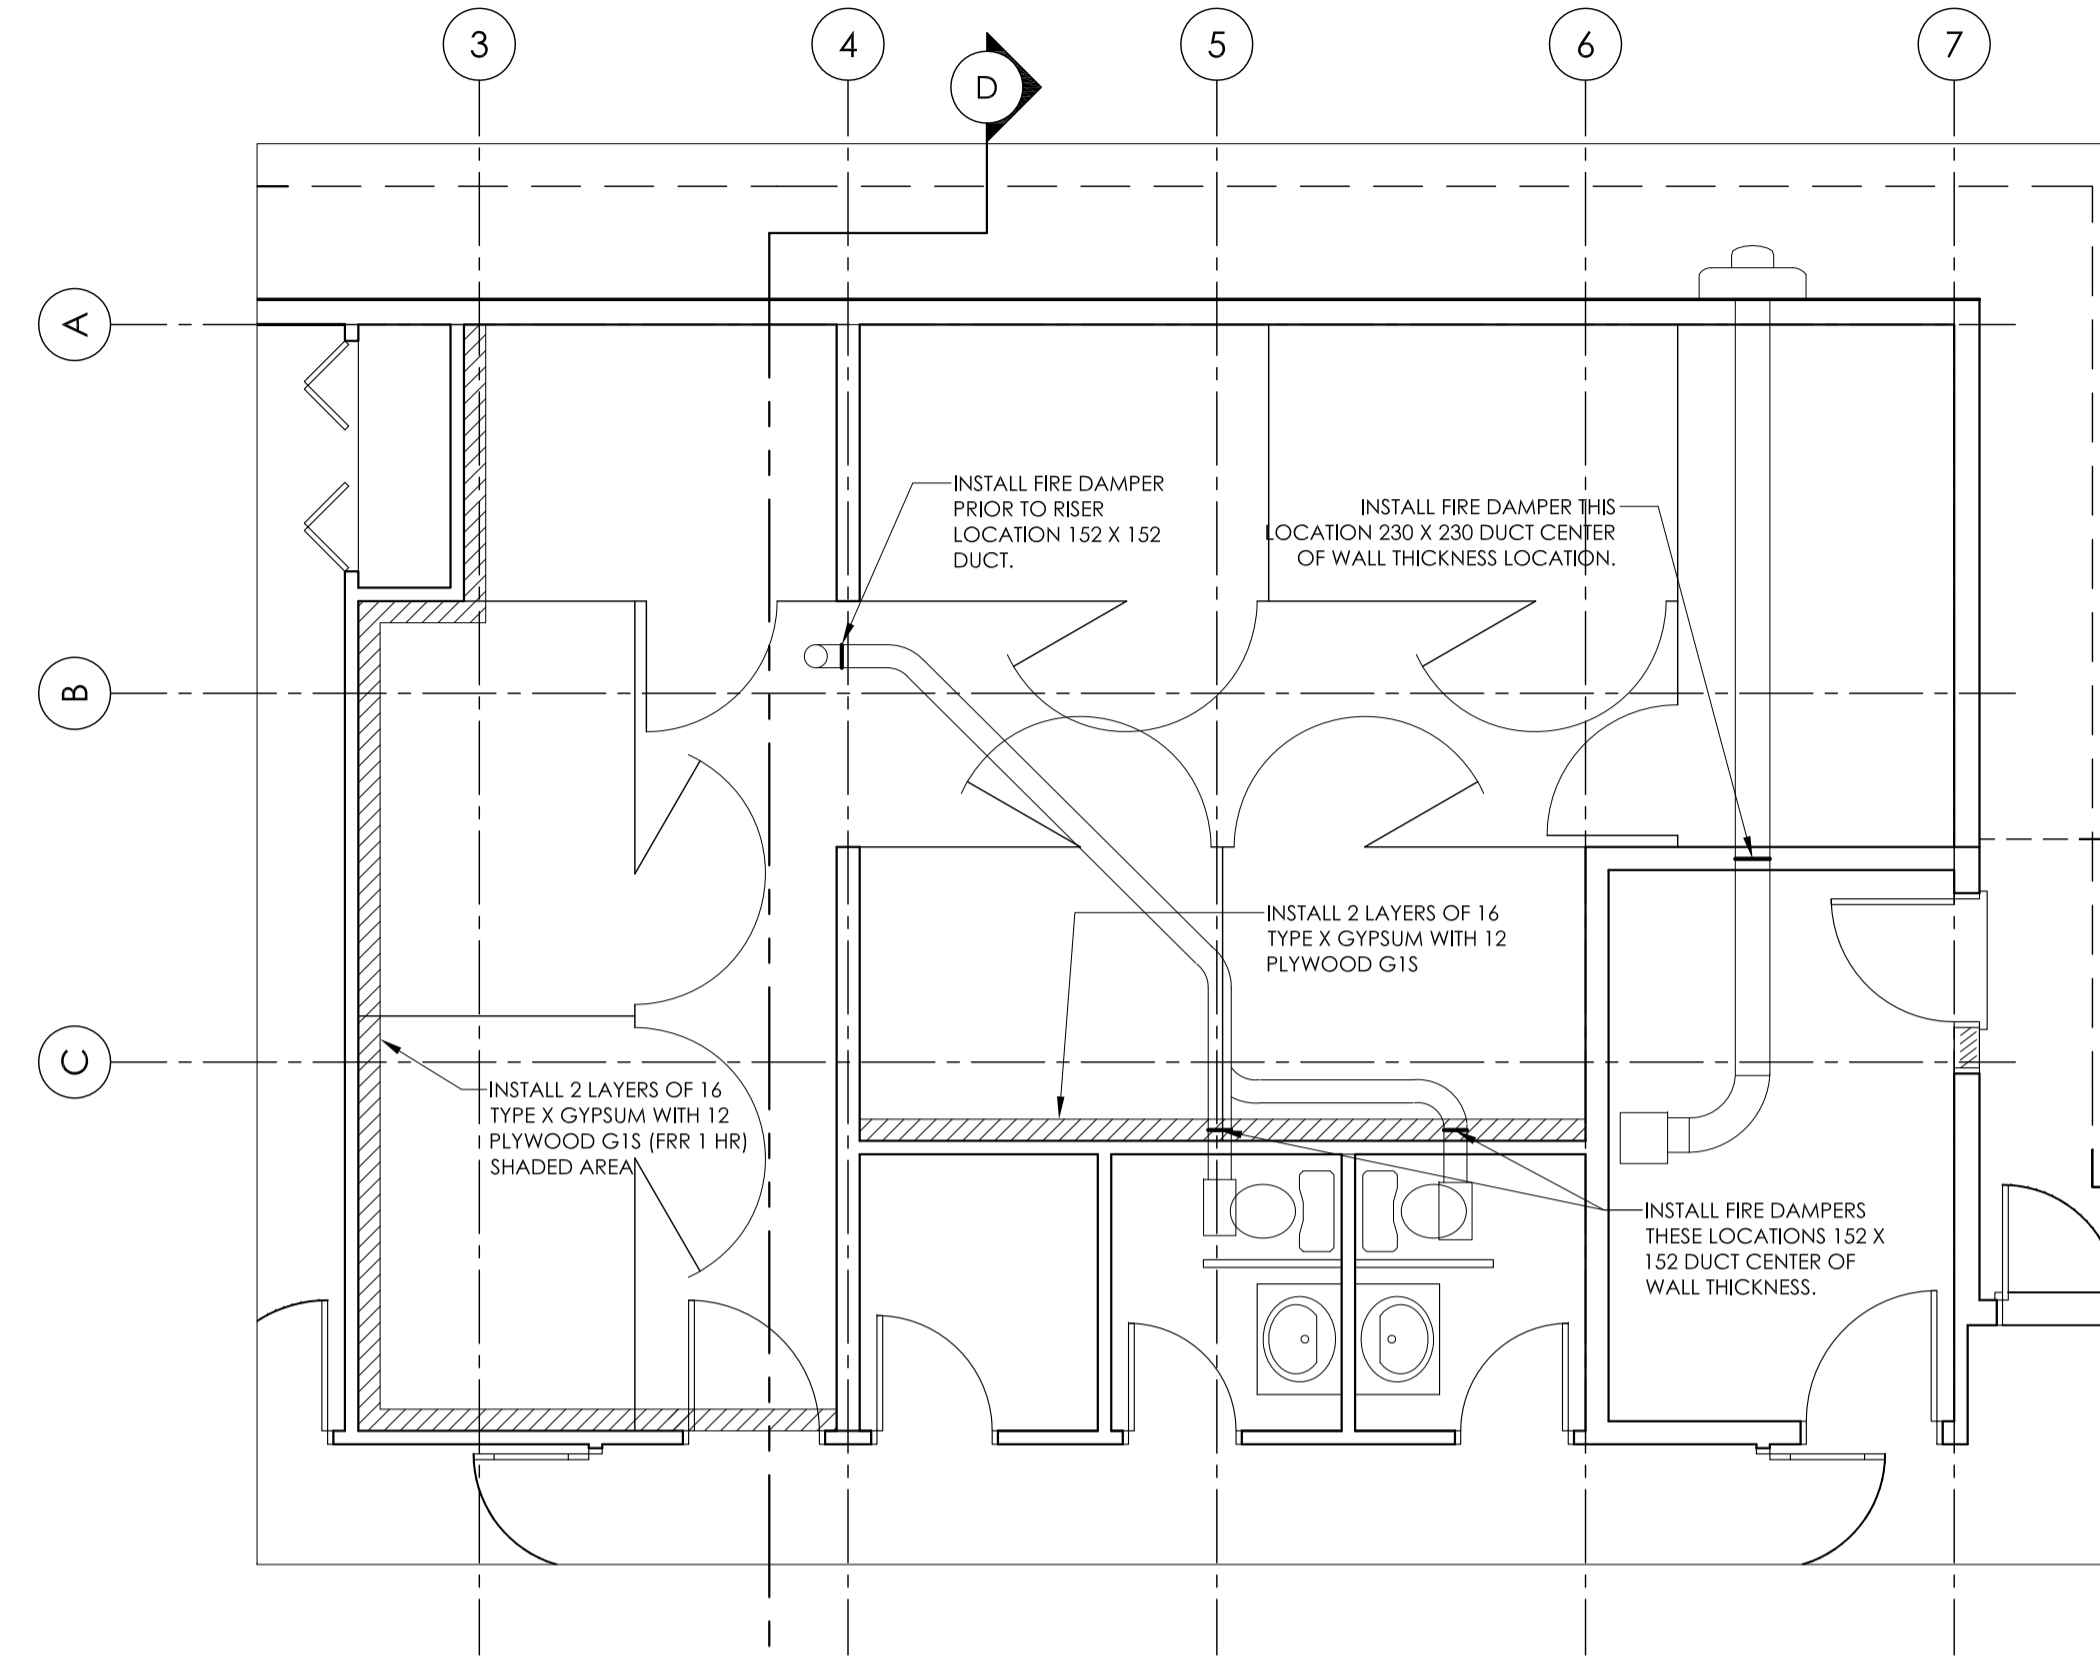 3
4
5
6
7
D
A
B
C
INSTALL FIRE DAMPER
PRIOR TO RISER
LOCATION 152 X 152
DUCT.
INSTALL FIRE DAMPER THIS
LOCATION 230 X 230 DUCT CENTER
OF WALL THICKNESS LOCATION.
INSTALL 2 LAYERS OF 16
TYPE X GYPSUM WITH 12
PLYWOOD G1S
INSTALL 2 LAYERS OF 16
TYPE X GYPSUM WITH 12
PLYWOOD G1S (FRR 1 HR)
SHADED AREA
INSTALL FIRE DAMPERS
THESE LOCATIONS 152 X
152 DUCT CENTER OF
WALL THICKNESS.